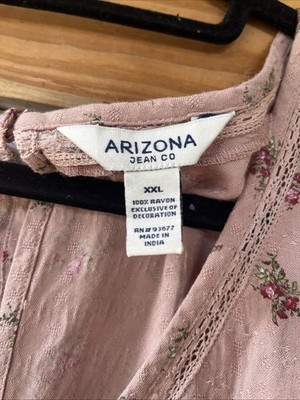 ARIZONA
JEAN CO
XXL
100% RAYON
EXCLUSIVE OF
DECORATION
RN# 93677
MADE IN
INDIA